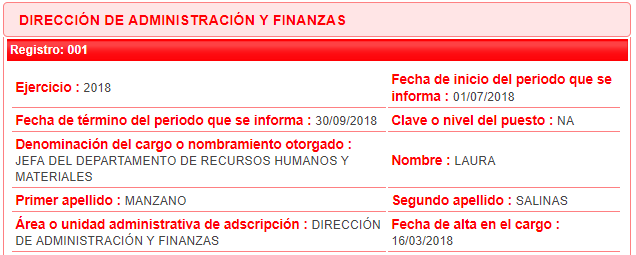 DIRECCIÓN DE ADMINISTRACIÓN Y FINANZAS
Registro: 001
Ejercicio : 2018
Fecha de inicio del periodo que se
informa : 01/07/2018
Fecha de término del periodo que se informa : 30/09/2018
Clave o nivel del puesto : NA
Denominación del cargo o nombramiento otorgado :
JEFA DEL DEPARTAMENTO DE RECURSOS HUMANOS Y
MATERIALES
Nombre : LAURA
Primer apellido : MANZANO
Segundo apellido : SALINAS
Área o unidad administrativa de adscripción : DIRECCIÓN
DE ADMINISTRACIÓN Y FINANZAS
Fecha de alta en el cargo :
16/03/2018